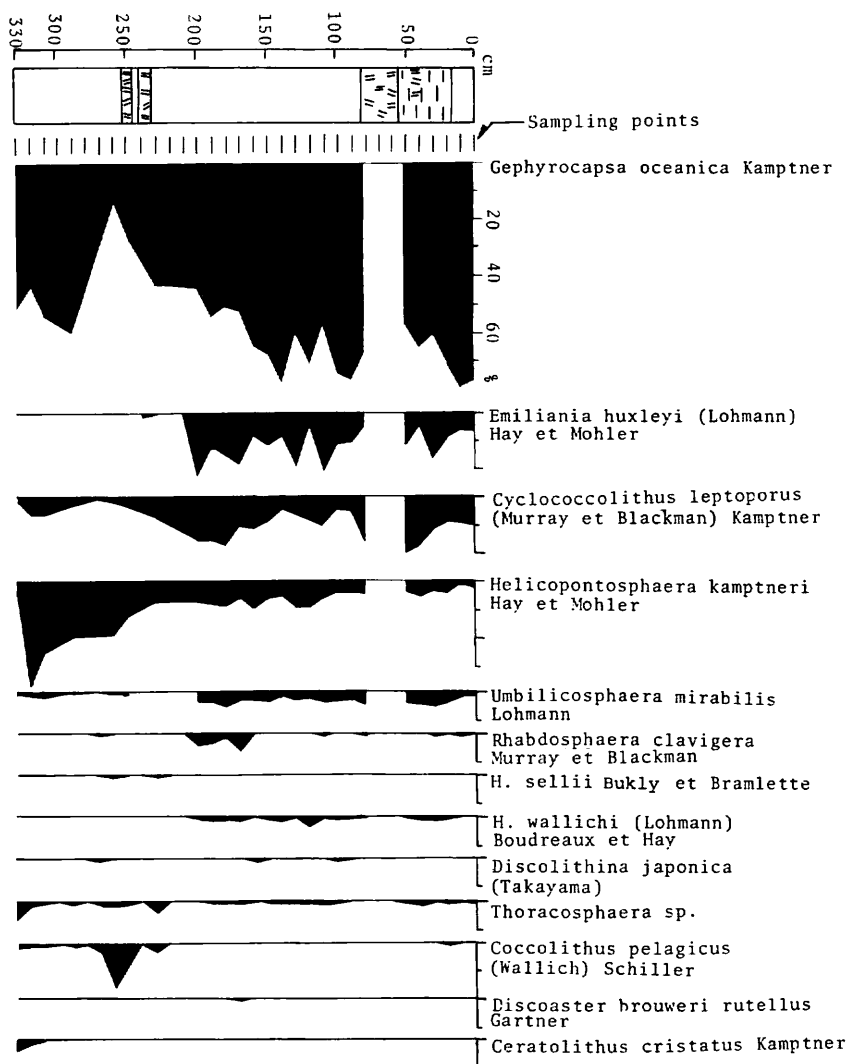 330 300 250 200 150 100 50 0 cm
Sampling points
Gephyrocapsa oceanica Kamptner
20
40
60
%
Emiliania huxleyi (Lohmann)
Hay et Mohler
Cyclococcolithus leptoporus
(Murray et Blackman) Kamptner
Helicopontosphaera kamptneri
Hay et Mohler
Umbilicosphaera mirabilis
Lohmann
Rhabdosphaera clavigera
Murray et Blackman
H. sellii Bukly et Bramlette
H. wallichi (Lohmann)
Boudreaux et Hay
Discolithina japonica
(Takayama)
Thoracosphaera sp.
Coccolithus pelagicus
(Wallich) Schiller
Discoaster brouweri rutellus
Gartner
Ceratolithus cristatus Kamptner